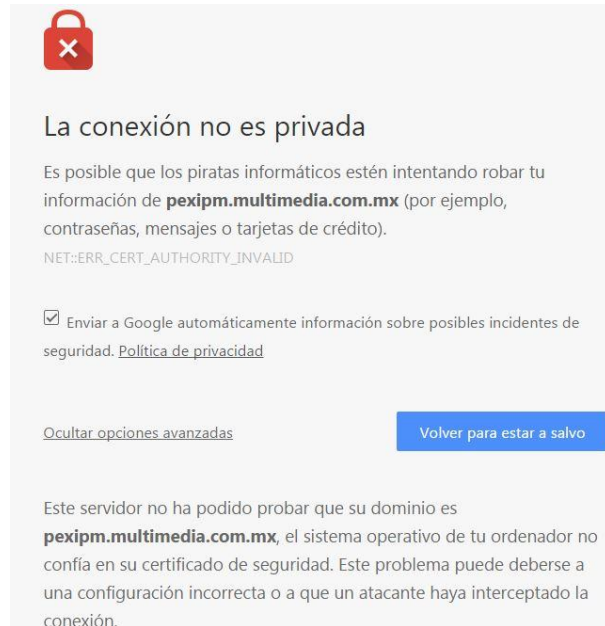 La conexión no es privada
Es posible que los piratas informáticos estén intentando robar tu
información de pexipm.multimedia.com.mx (por ejemplo,
contraseñas, mensajes o tarjetas de crédito).
NET::ERR_CERT_AUTHORITY_INVALID
Enviar a Google automáticamente información sobre posibles incidentes de
seguridad. Política de privacidad
Ocultar opciones avanzadas
Volver para estar a salvo
Este servidor no ha podido probar que su dominio es
pexipm.multimedia.com.mx, el sistema operativo de tu ordenador no
confía en su certificado de seguridad. Este problema puede deberse a
una configuración incorrecta o a que un atacante haya interceptado la
conexión.